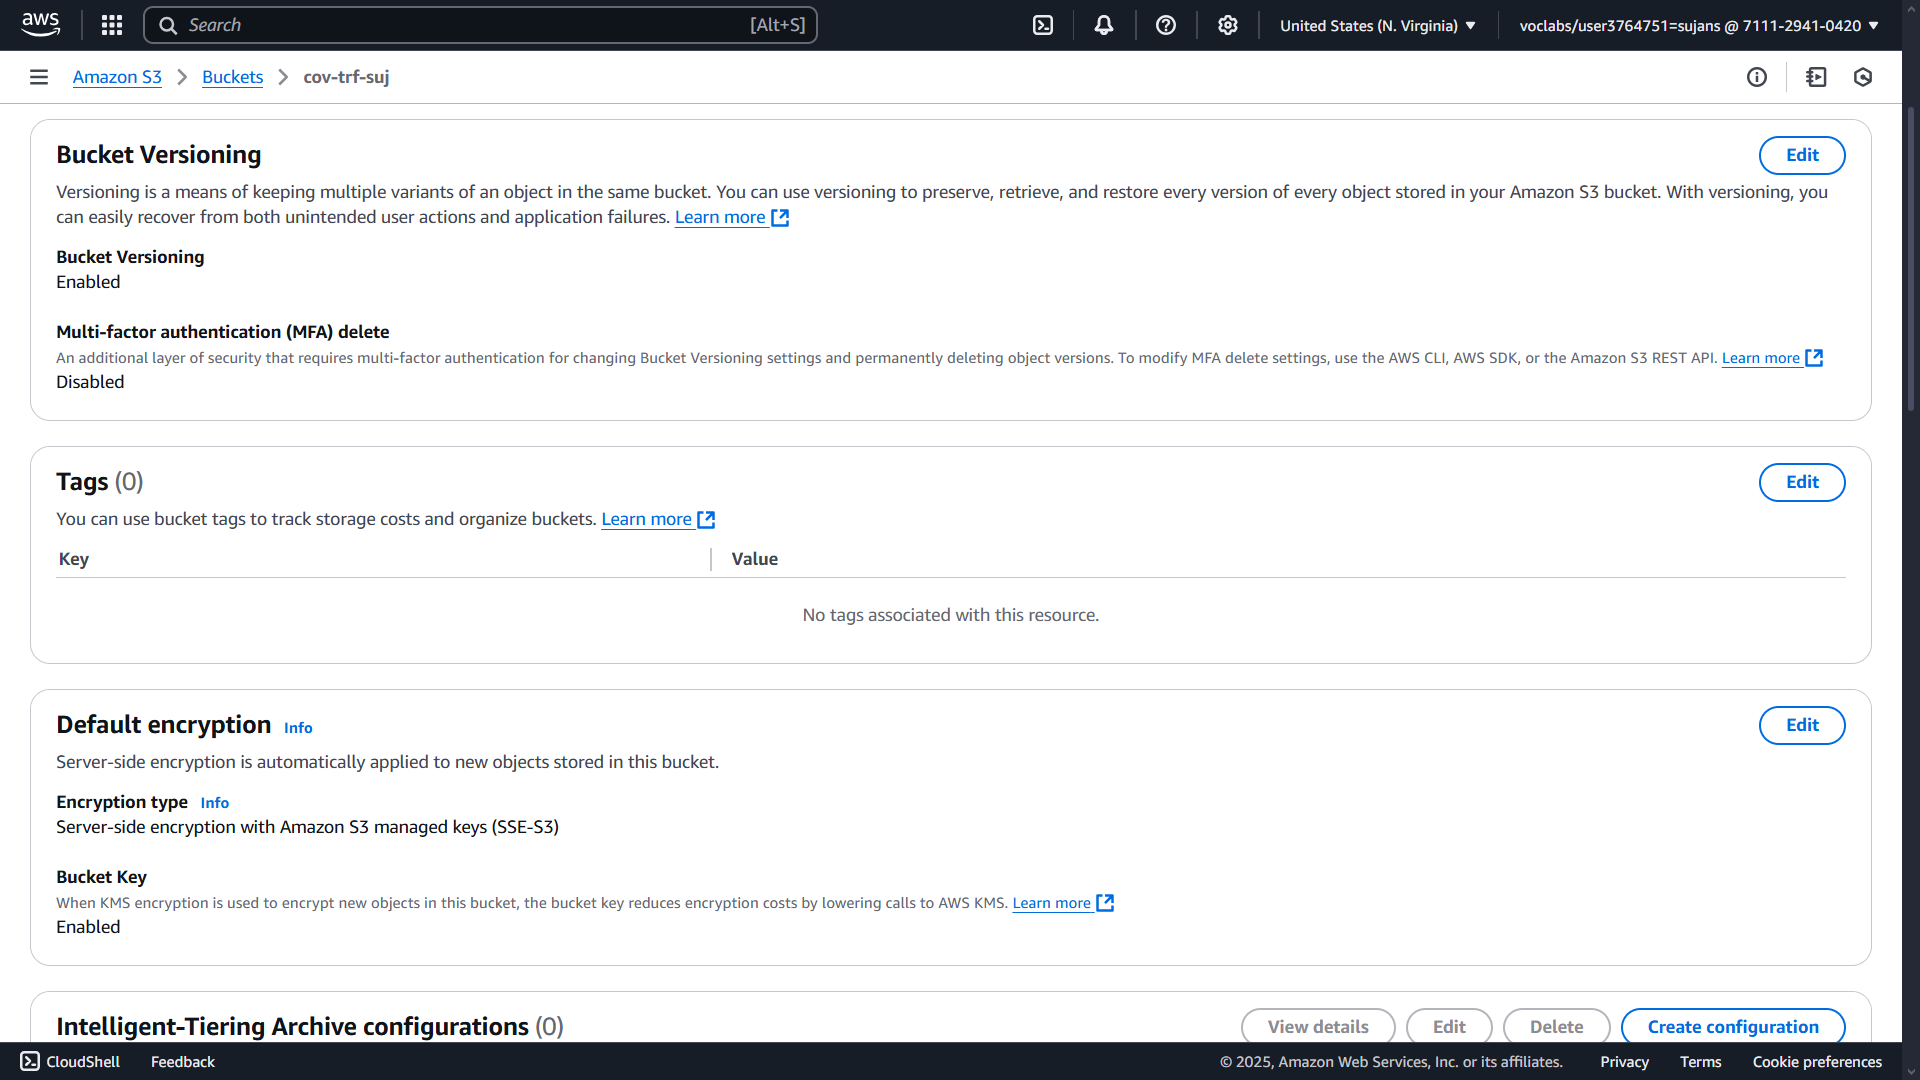 aws
Search [Alt+S]
United States (N. Virginia)
voclabs/user3764751=sujans @ 7111-2941-0420
Amazon S3
Buckets
cov-trf-suj
Bucket Versioning
Edit
Versioning is a means of keeping multiple variants of an object in the same bucket. You can use versioning to preserve, retrieve, and restore every version of every object stored in your Amazon S3 bucket. With versioning, you
can easily recover from both unintended user actions and application failures. Learn more
Bucket Versioning
Enabled
Multi-factor authentication (MFA) delete
An additional layer of security that requires multi-factor authentication for changing Bucket Versioning settings and permanently deleting object versions. To modify MFA delete settings, use the AWS CLI, AWS SDK, or the Amazon S3 REST API. Learn more
Disabled
Tags (0)
Edit
You can use bucket tags to track storage costs and organize buckets. Learn more
Key
Value
No tags associated with this resource.
Default encryption Info
Edit
Server-side encryption is automatically applied to new objects stored in this bucket.
Encryption type Info
Server-side encryption with Amazon S3 managed keys (SSE-S3)
Bucket Key
When KMS encryption is used to encrypt new objects in this bucket, the bucket key reduces encryption costs by lowering calls to AWS KMS. Learn more
Enabled
Intelligent-Tiering Archive configurations (0)
View details
Edit
Delete
Create configuration
CloudShell
Feedback
© 2025, Amazon Web Services, Inc. or its affiliates.
Privacy
Terms
Cookie preferences